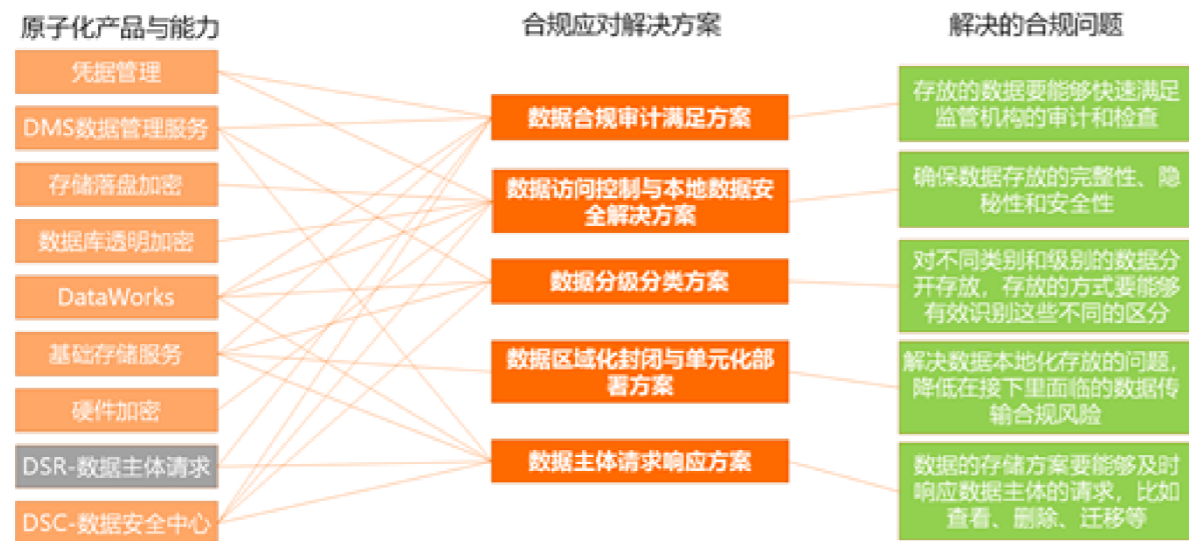 原子化产品与能力
合规应对解决方案
解决的合规问题
凭据管理
DMS数据管理服务
存储落盘加密
数据库透明加密
DataWorks
基础存储服务
硬件加密
DSR-数据主体请求
DSC-数据安全中心
数据合规审计满足方案
数据访问控制与本地数据安
全解决方案
数据分级分类方案
数据区域化封闭与单元化部
署方案
数据主体请求响应方案
存放的数据要能够快速满足
监管机构的审计和检查
确保数据存放的完整性、隐
秘性和安全性
对不同类别和级别的数据分
开存放，存放的方式要能够
有效识别这些不同的区分
解决数据本地化存放的问题，
降低在接下里面临的数据传
输合规风险
数据的存储方案要能够及时
响应数据主体的请求，比如
查看、删除、迁移等